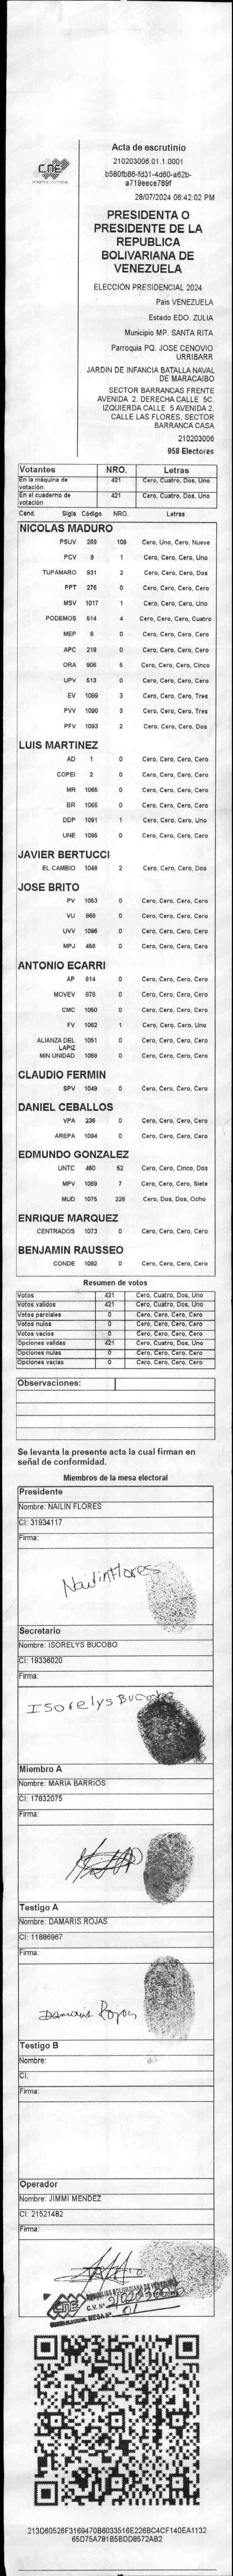 CNE
Acta de escrutinio
210203006.01.1.0001
b580fb86-fd31-4d60-a62b-
a719eece789f
28/07/2024 06:42:02 PM
PRESIDENTA O
PRESIDENTE DE LA
REPUBLICA
BOLIVARIANA DE
VENEZUELA
ELECCIÓN PRESIDENCIAL 2024
Pais VENEZUELA
Estado EDO. ZULIA
Municipio MP. SANTA RITA
Parroquia PQ. JOSE CENOVIO
URRIBARR
JARDIN DE INFANCIA BATALLA NAVAL
DE MARACAIBO
SECTOR BARRANCAS FRENTE
AVENIDA 2. DERECHA CALLE 5C.
IZQUIERDA CALLE 5 AVENIDA 2,
CALLE LAS FLORES, SECTOR
BARRANCA CASA
210203006
958 Electores
Votantes NRO. Letras
En la máquina de votación 421 Cero, Cuatro, Dos, Uno
En el cuaderno de votación 421 Cero, Cuatro, Dos, Uno
Cand. Sigla Código NRO. Letras
NICOLAS MADURO
PSUV 269 109 Cero, Uno, Cero, Nueve
PCV 9 1 Cero, Cero, Cero, Uno
TUPAMARO 931 2 Cero, Cero, Cero, Dos
PPT 276 0 Cero, Cero, Cero, Cero
MSV 1017 1 Cero, Cero, Cero, Uno
PODEMOS 514 4 Cero, Cero, Cero, Cuatro
MEP 6 0 Cero, Cero, Cero, Cero
APC 219 0 Cero, Cero, Cero, Cero
ORA 906 5 Cero, Cero, Cero, Cinco
UPV 513 0 Cero, Cero, Cero, Cero
EV 1089 3 Cero, Cero, Cero, Tres
PVV 1090 3 Cero, Cero, Cero, Tres
PFV 1093 2 Cero, Cero, Cero, Dos
LUIS MARTINEZ
AD 1 0 Cero, Cero, Cero, Cero
COPEI 2 0 Cero, Cero, Cero, Cero
MR 1065 0 Cero, Cero, Cero, Cero
BR 1066 0 Cero, Cero, Cero, Cero
DDP 1091 1 Cero, Cero, Cero, Uno
UNE 1095 0 Cero, Cero, Cero, Cero
JAVIER BERTUCCI
EL CAMBIO 1048 2 Cero, Cero, Cero, Dos
JOSE BRITO
PV 1053 0 Cero, Cero, Cero, Cero
VU 868 0 Cero, Cero, Cero, Cero
UVV 1096 0 Cero, Cero, Cero, Cero
MPJ 456 0 Cero, Cero, Cero, Cero
ANTONIO ECARRI
AP 814 0 Cero, Cero, Cero, Cero
MOVEV 878 0 Cero, Cero, Cero, Cero
CMC 1050 0 Cero, Cero, Cero, Cero
FV 1062 1 Cero, Cero, Cero, Uno
ALIANZA DEL LAPIZ 1051 0 Cero, Cero, Cero, Cero
MIN UNIDAD 1068 0 Cero, Cero, Cero, Cero
CLAUDIO FERMIN
SPV 1049 0 Cero, Cero, Cero, Cero
DANIEL CEBALLOS
VPA 236 0 Cero, Cero, Cero, Cero
AREPA 1094 0 Cero, Cero, Cero, Cero
EDMUNDO GONZALEZ
UNTC 460 52 Cero, Cero, Cinco, Dos
MPV 1069 7 Cero, Cero, Cero, Siete
MUD 1075 228 Cero, Dos, Dos, Ocho
ENRIQUE MARQUEZ
CENTRADOS 1073 0 Cero, Cero, Cero, Cero
BENJAMIN RAUSSEO
CONDE 1092 0 Cero, Cero, Cero, Cero
Resumen de votos
Votos 421 Cero, Cuatro, Dos, Uno
Votos validos 421 Cero, Cuatro, Dos, Uno
Votos parciales 0 Cero, Cero, Cero, Cero
Votos nulos 0 Cero, Cero, Cero, Cero
Votos vacios 0 Cero, Cero, Cero, Cero
Opciones validas 421 Cero, Cuatro, Dos, Uno
Opciones nulas 0 Cero, Cero, Cero, Cero
Opciones vacias 0 Cero, Cero, Cero, Cero
Observaciones:
Se levanta la presente acta la cual firman en
señal de conformidad.
Miembros de la mesa electoral
Presidente
Nombre: NAILIN FLORES
CI: 31934117
Firma:
Nailin Flores
Secretario
Nombre: ISORELYS BUCOBO
CI: 19336020
Firma:
Isorelys Bucobo
Miembro A
Nombre: MARIA BARRIOS
CI: 17832075
Firma:
Testigo A
Nombre: DAMARIS ROJAS
CI: 11886967
Firma:
Damaris Rojas
Testigo B
Nombre:
CI:
Firma:
Operador
Nombre: JIMMI MENDEZ
CI: 21521482
Firma:
CNE
REPUBLICA BOLIVARIANA DE VENEZUELA
C.V. Nº 210203006
MESA Nº 01
213D60526F3169470B6033516E226BC4CF140EA1132
65D75A781B5BDD8572AB2